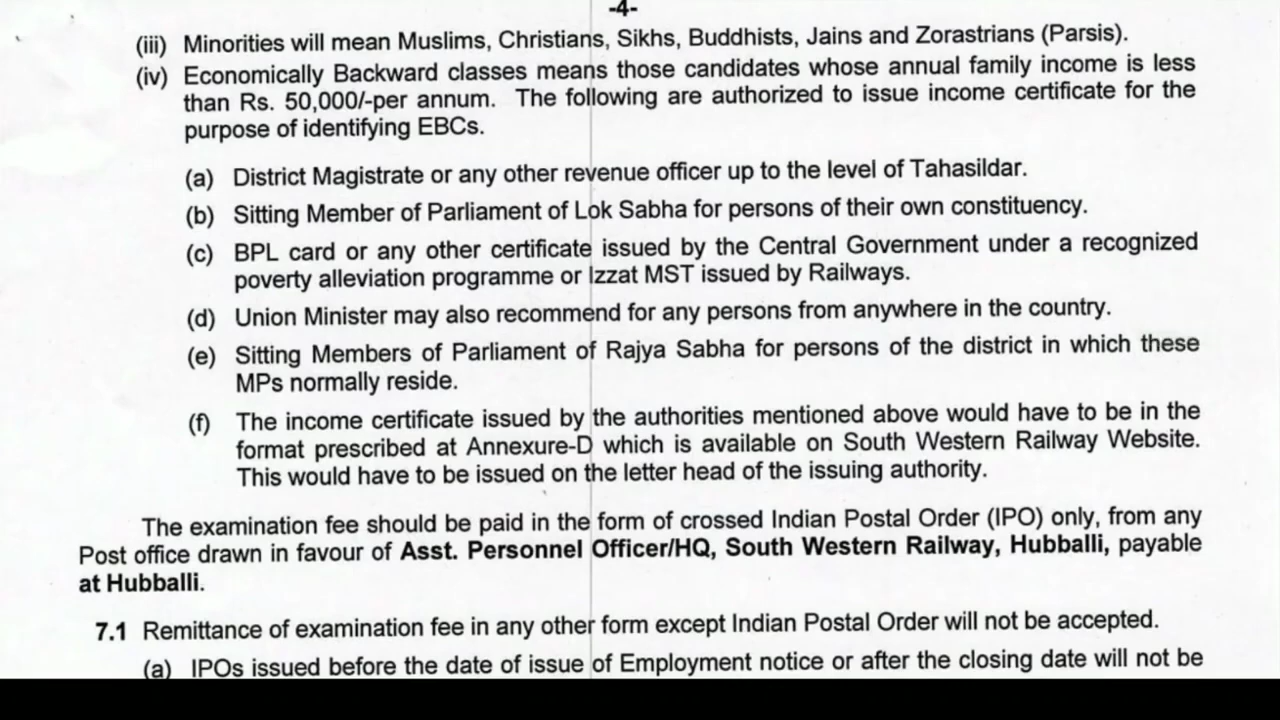 -4-
(iii) Minorities will mean Muslims, Christians, Sikhs, Buddhists, Jains and Zorastrians (Parsis).
(iv) Economically Backward classes means those candidates whose annual family income is less
than Rs. 50,000/-per annum. The following are authorized to issue income certificate for the
purpose of identifying EBCs.
(a) District Magistrate or any other revenue officer up to the level of Tahasildar.
(b) Sitting Member of Parliament of Lok Sabha for persons of their own constituency.
(c) BPL card or any other certificate issued by the Central Government under a recognized
poverty alleviation programme or Izzat MST issued by Railways.
(d) Union Minister may also recommend for any persons from anywhere in the country.
(e) Sitting Members of Parliament of Rajya Sabha for persons of the district in which these
MPs normally reside.
(f) The income certificate issued by the authorities mentioned above would have to be in the
format prescribed at Annexure-D which is available on South Western Railway Website.
This would have to be issued on the letter head of the issuing authority.
The examination fee should be paid in the form of crossed Indian Postal Order (IPO) only, from any
Post office drawn in favour of Asst. Personnel Officer/HQ, South Western Railway, Hubballi, payable
at Hubballi.
7.1 Remittance of examination fee in any other form except Indian Postal Order will not be accepted.
(a) IPOs issued before the date of issue of Employment notice or after the closing date will not be